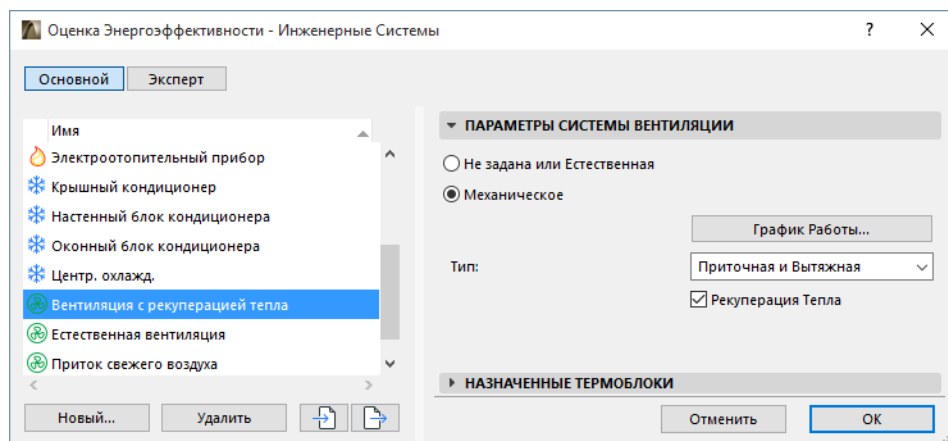 Оценка Энергоэффективности - Инженерные Системы
?
Основной
Эксперт
Имя
Электроотопительный прибор
Крышный кондиционер
Настенный блок кондиционера
Оконный блок кондиционера
Центр. охлажд.
Вентиляция с рекуперацией тепла
Естественная вентиляция
Приток свежего воздуха
Новый...
Удалить
ПАРАМЕТРЫ СИСТЕМЫ ВЕНТИЛЯЦИИ
Не задана или Естественная
Механическое
График Работы...
Тип:
Приточная и Вытяжная
Рекуперация Тепла
НАЗНАЧЕННЫЕ ТЕРМОБЛОКИ
Отменить
ОК